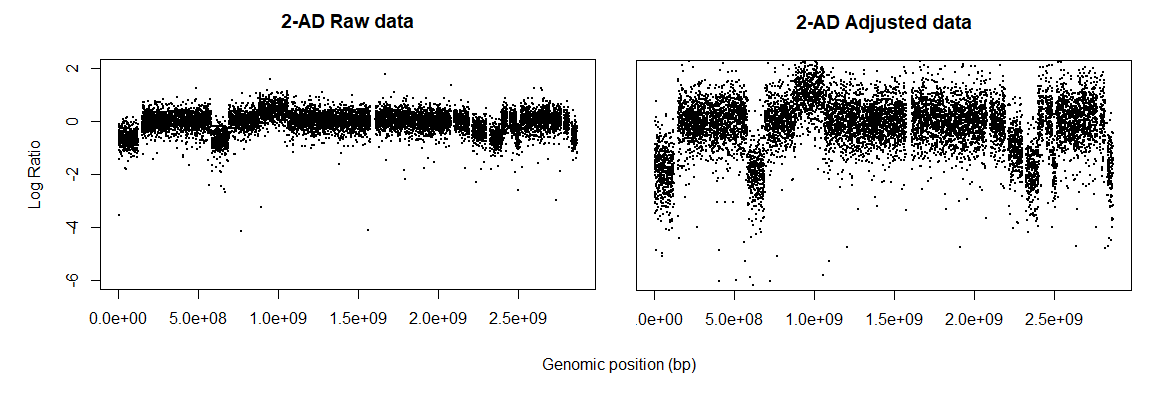 2-AD Raw data
2-AD Adjusted data
Log Ratio
2
0
-2
-4
-6
0.0e+00 5.0e+08 1.0e+09 1.5e+09 2.0e+09 2.5e+09
.0e+00 5.0e+08 1.0e+09 1.5e+09 2.0e+09 2.5e+09
Genomic position (bp)